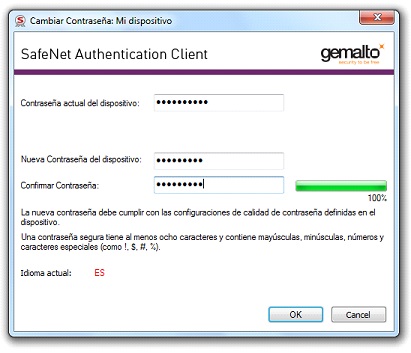 Cambiar Contraseña: Mi dispositivo
SafeNet Authentication Client
gemalto
security to be free
Contraseña actual del dispositivo:
Nueva Contraseña del dispositivo:
Confirmar Contraseña:
100%
La nueva contraseña debe cumplir con las configuraciones de calidad de contraseña definidas en el
dispositivo.
Una contraseña segura tiene al menos ocho caracteres y contiene mayúsculas, minúsculas, números y
caracteres especiales (como !, $, #, %).
Idioma actual: ES
OK
Cancel